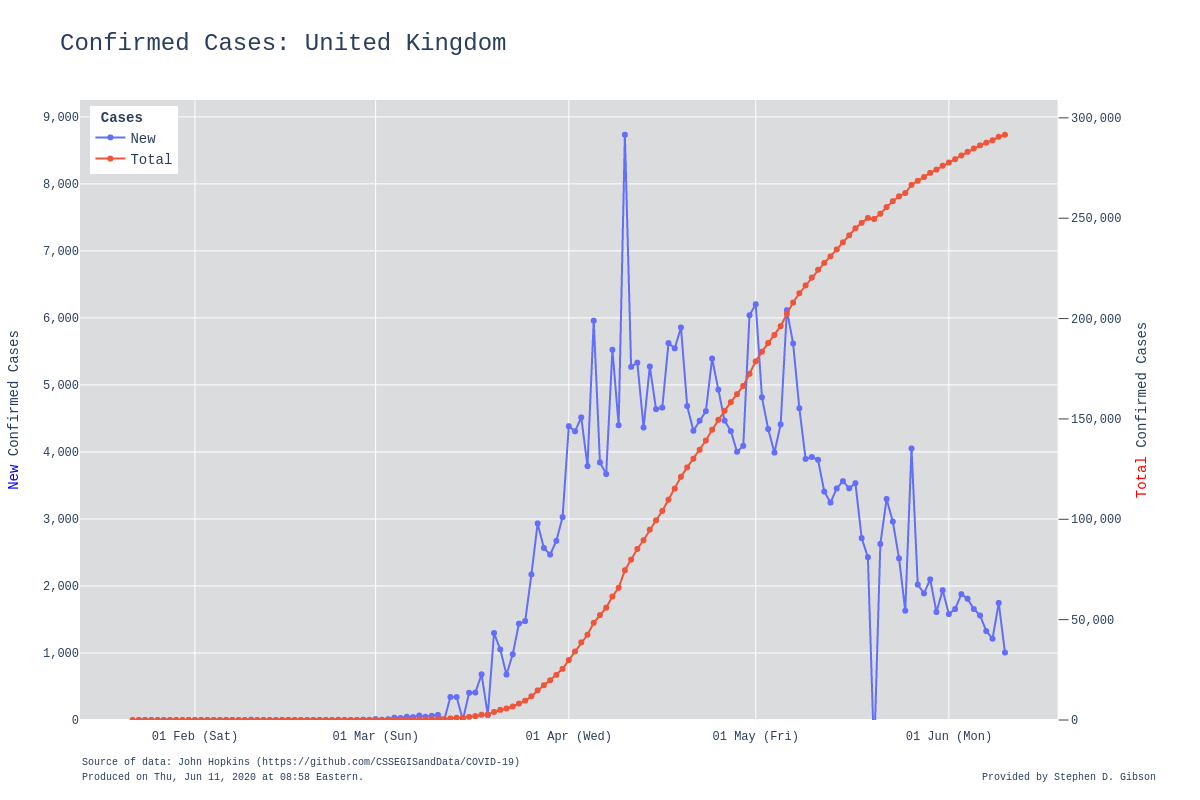 Confirmed Cases: United Kingdom
Cases
New
Total
9,000
8,000
7,000
6,000
5,000
4,000
3,000
2,000
1,000
0
New Confirmed Cases
300,000
250,000
200,000
150,000
100,000
50,000
0
Total Confirmed Cases
01 Feb (Sat)
01 Mar (Sun)
01 Apr (Wed)
01 May (Fri)
01 Jun (Mon)
Source of data: John Hopkins (https://github.com/CSSEGISandData/COVID-19)
Produced on Thu, Jun 11, 2020 at 08:58 Eastern.
Provided by Stephen D. Gibson